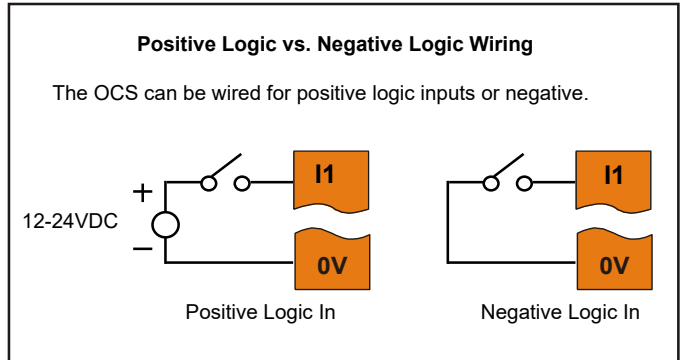 Positive Logic vs. Negative Logic Wiring
The OCS can be wired for positive logic inputs or negative.
I1
I1
+
12-24VDC
–
0V
0V
Positive Logic In
Negative Logic In